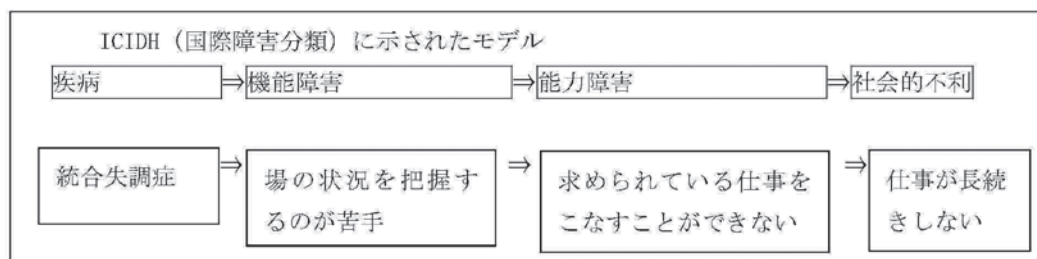 ICIDH（国際障害分類）に示されたモデル
疾病 ⇒ 機能障害 ⇒ 能力障害 ⇒ 社会的不利
統合失調症 ⇒ 場の状況を把握す ⇒ 求められている仕事を ⇒ 仕事が長続
るのが苦手 こなすことができない きしない